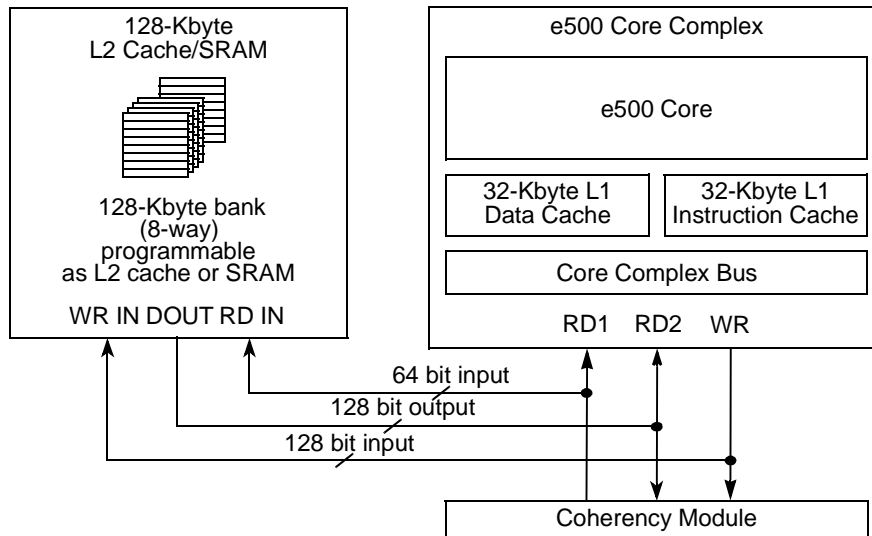 128-Kbyte
L2 Cache/SRAM
128-Kbyte bank
(8-way)
programmable
as L2 cache or SRAM
WR IN DOUT RD IN
e500 Core Complex
e500 Core
32-Kbyte L1
Data Cache
32-Kbyte L1
Instruction Cache
Core Complex Bus
RD1 RD2 WR
64 bit input
128 bit output
128 bit input
Coherency Module